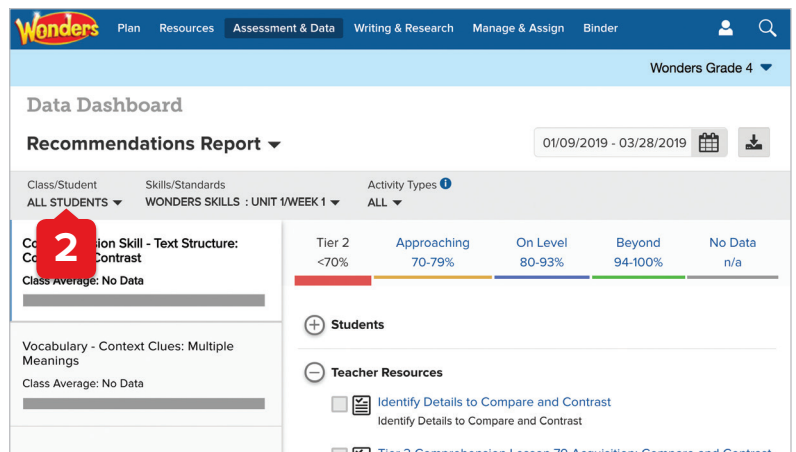 Wonders Plan Resources Assessment & Data Writing & Research Manage & Assign Binder
Wonders Grade 4
Data Dashboard
Recommendations Report
01/09/2019 - 03/28/2019
Class/Student Skills/Standards Activity Types
ALL STUDENTS WONDERS SKILLS : UNIT 1/WEEK 1 ALL
2
Skill - Text Structure:
Contrast
Class Average: No Data
Vocabulary - Context Clues: Multiple
Meanings
Class Average: No Data
Tier 2 Approaching On Level Beyond No Data
<70% 70-79% 80-93% 94-100% n/a
Students
Teacher Resources
Identify Details to Compare and Contrast
Identify Details to Compare and Contrast